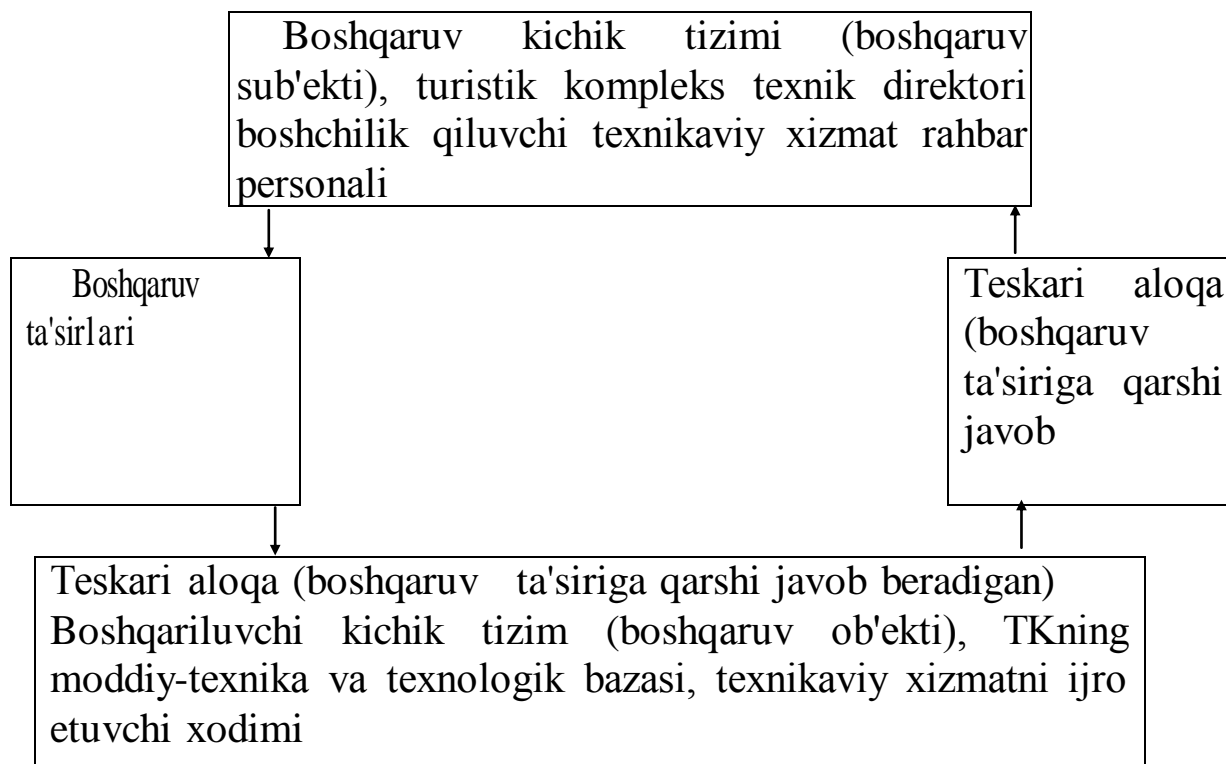 Boshqaruv kichik tizimi (boshqaruv
sub'ekti), turistik kompleks texnik direktori
boshchilik qiluvchi texnikaviy xizmat rahbar
personali
Boshqaruv
ta'sirlari
Teskari aloqa
(boshqaruv
ta'siriga qarshi
javob
Teskari aloqa (boshqaruv ta'siriga qarshi javob beradigan)
Boshqariluvchi kichik tizim (boshqaruv ob'ekti), TKning
moddiy-texnika va texnologik bazasi, texnikaviy xizmatni ijro
etuvchi xodimi